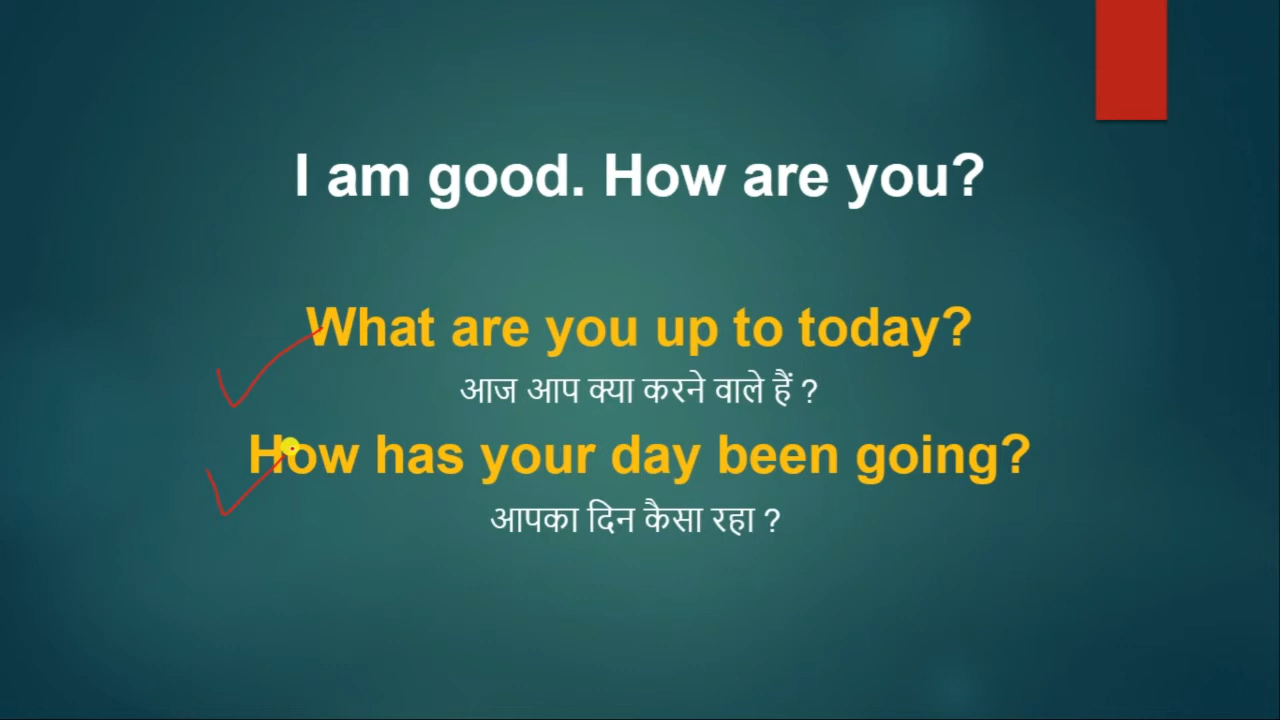 I am good. How are you?
What are you up to today?
आज आप क्या करने वाले हैं ?
How has your day been going?
आपका दिन कैसा रहा ?